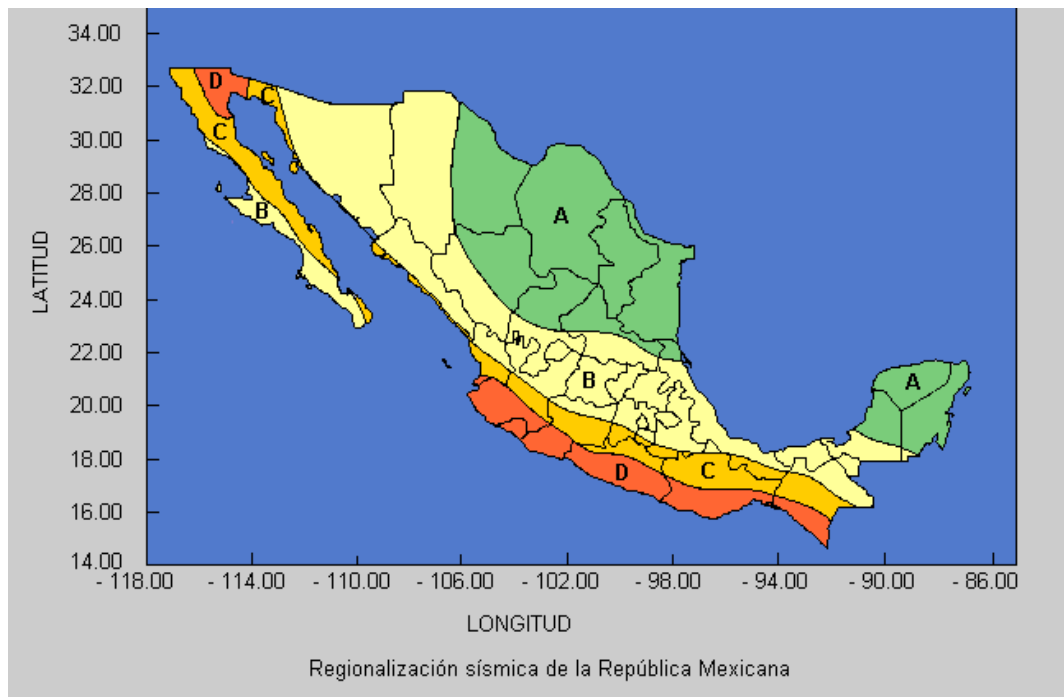 34.00
32.00
30.00
28.00
26.00
24.00
22.00
20.00
18.00
16.00
14.00
LATITUD
D
C
C
B
A
B
A
D
C
- 118.00 - 114.00 - 110.00 - 106.00 - 102.00 - 98.00 - 94.00 - 90.00 - 86.00
LONGITUD
Regionalización sísmica de la República Mexicana